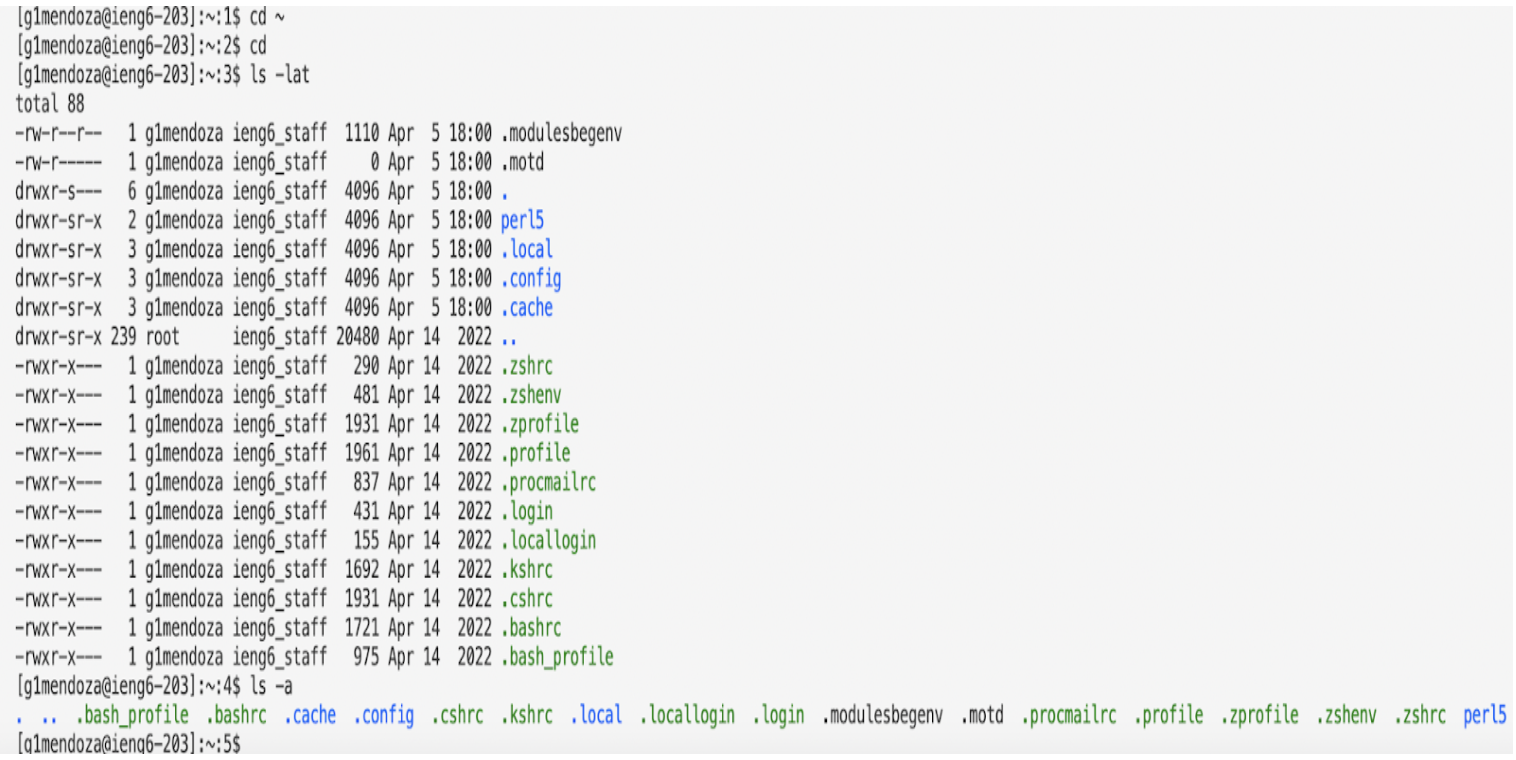 [g1mendoza@ieng6-203]:~:1$ cd ~
[g1mendoza@ieng6-203]:~:2$ cd
[g1mendoza@ieng6-203]:~:3$ ls -lat
total 88
-rw-r--r--   1 g1mendoza ieng6_staff  1110 Apr  5 18:00 .modulesbegenv
-rw-r-----   1 g1mendoza ieng6_staff     0 Apr  5 18:00 .motd
drwxr-s---   6 g1mendoza ieng6_staff  4096 Apr  5 18:00 .
drwxr-sr-x   2 g1mendoza ieng6_staff  4096 Apr  5 18:00 perl5
drwxr-sr-x   3 g1mendoza ieng6_staff  4096 Apr  5 18:00 .local
drwxr-sr-x   3 g1mendoza ieng6_staff  4096 Apr  5 18:00 .config
drwxr-sr-x   3 g1mendoza ieng6_staff  4096 Apr  5 18:00 .cache
drwxr-sr-x 239 root      ieng6_staff 20480 Apr 14  2022 ..
-rwxr-x---   1 g1mendoza ieng6_staff   290 Apr 14  2022 .zshrc
-rwxr-x---   1 g1mendoza ieng6_staff   481 Apr 14  2022 .zshenv
-rwxr-x---   1 g1mendoza ieng6_staff  1931 Apr 14  2022 .zprofile
-rwxr-x---   1 g1mendoza ieng6_staff  1961 Apr 14  2022 .profile
-rwxr-x---   1 g1mendoza ieng6_staff   837 Apr 14  2022 .procmailrc
-rwxr-x---   1 g1mendoza ieng6_staff   431 Apr 14  2022 .login
-rwxr-x---   1 g1mendoza ieng6_staff   155 Apr 14  2022 .locallogin
-rwxr-x---   1 g1mendoza ieng6_staff  1692 Apr 14  2022 .kshrc
-rwxr-x---   1 g1mendoza ieng6_staff  1931 Apr 14  2022 .cshrc
-rwxr-x---   1 g1mendoza ieng6_staff  1721 Apr 14  2022 .bashrc
-rwxr-x---   1 g1mendoza ieng6_staff   975 Apr 14  2022 .bash_profile
[g1mendoza@ieng6-203]:~:4$ ls -a
.  ..  .bash_profile  .bashrc  .cache  .config  .cshrc  .kshrc  .local  .locallogin  .login  .modulesbegenv  .motd  .procmailrc  .profile  .zprofile  .zshenv  .zshrc  perl5
[g1mendoza@ieng6-203]:~:5$